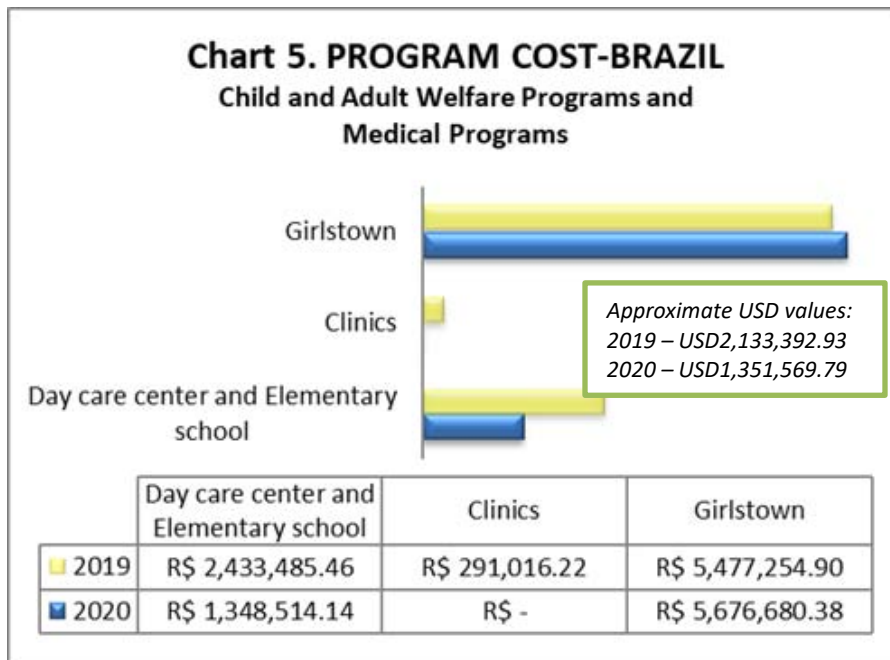 Chart 5. PROGRAM COST-BRAZIL
Child and Adult Welfare Programs and
Medical Programs
Girlstown
Clinics
Approximate USD values:
2019 – USD2,133,392.93
2020 – USD1,351,569.79
Day care center and Elementary
school
Day care center and
Elementary school
Clinics
Girlstown
2019 R$ 2,433,485.46 R$ 291,016.22 R$ 5,477,254.90
2020 R$ 1,348,514.14 R$ - R$ 5,676,680.38